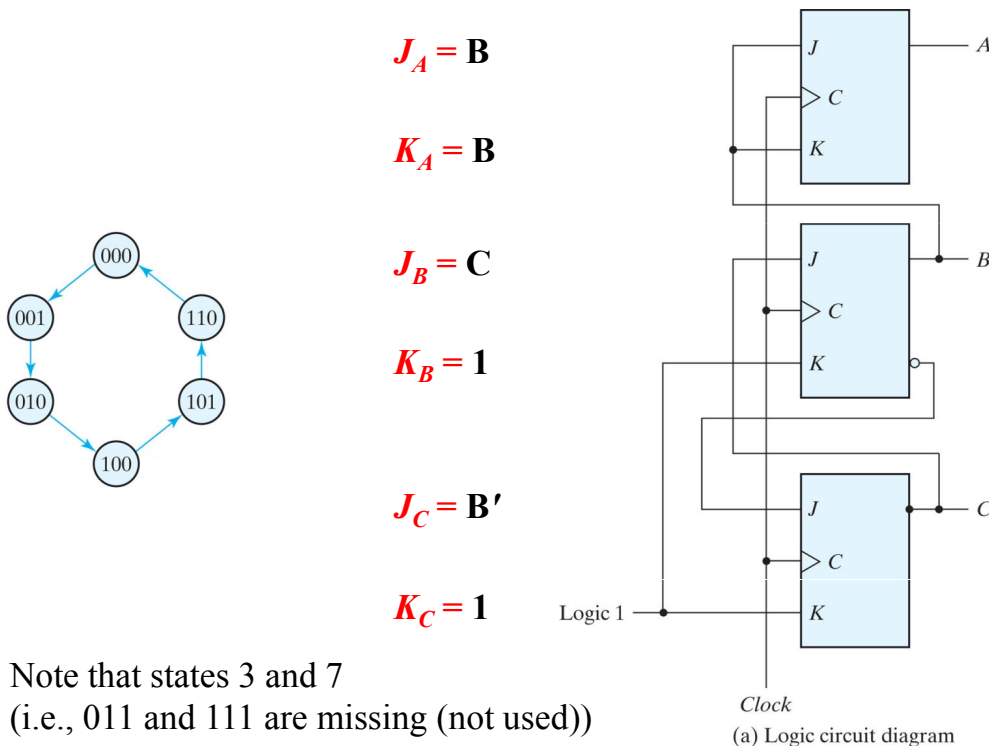 J_A = B
K_A = B
J_B = C
K_B = 1
J_C = B′
K_C = 1
000
001
110
010
101
100
J
A
C
K
J
B
C
K
J
C
C
Logic 1
K
Clock
(a) Logic circuit diagram
Note that states 3 and 7
(i.e., 011 and 111 are missing (not used))